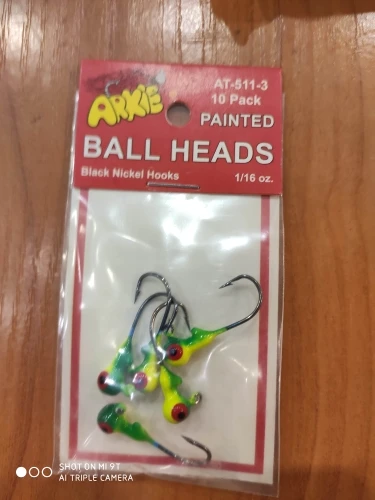 ARKIE
AT-511-3
10 Pack
PAINTED
BALL HEADS
Black Nickel Hooks
1/16 oz.
SHOT ON MI 9T
AI TRIPLE CAMERA